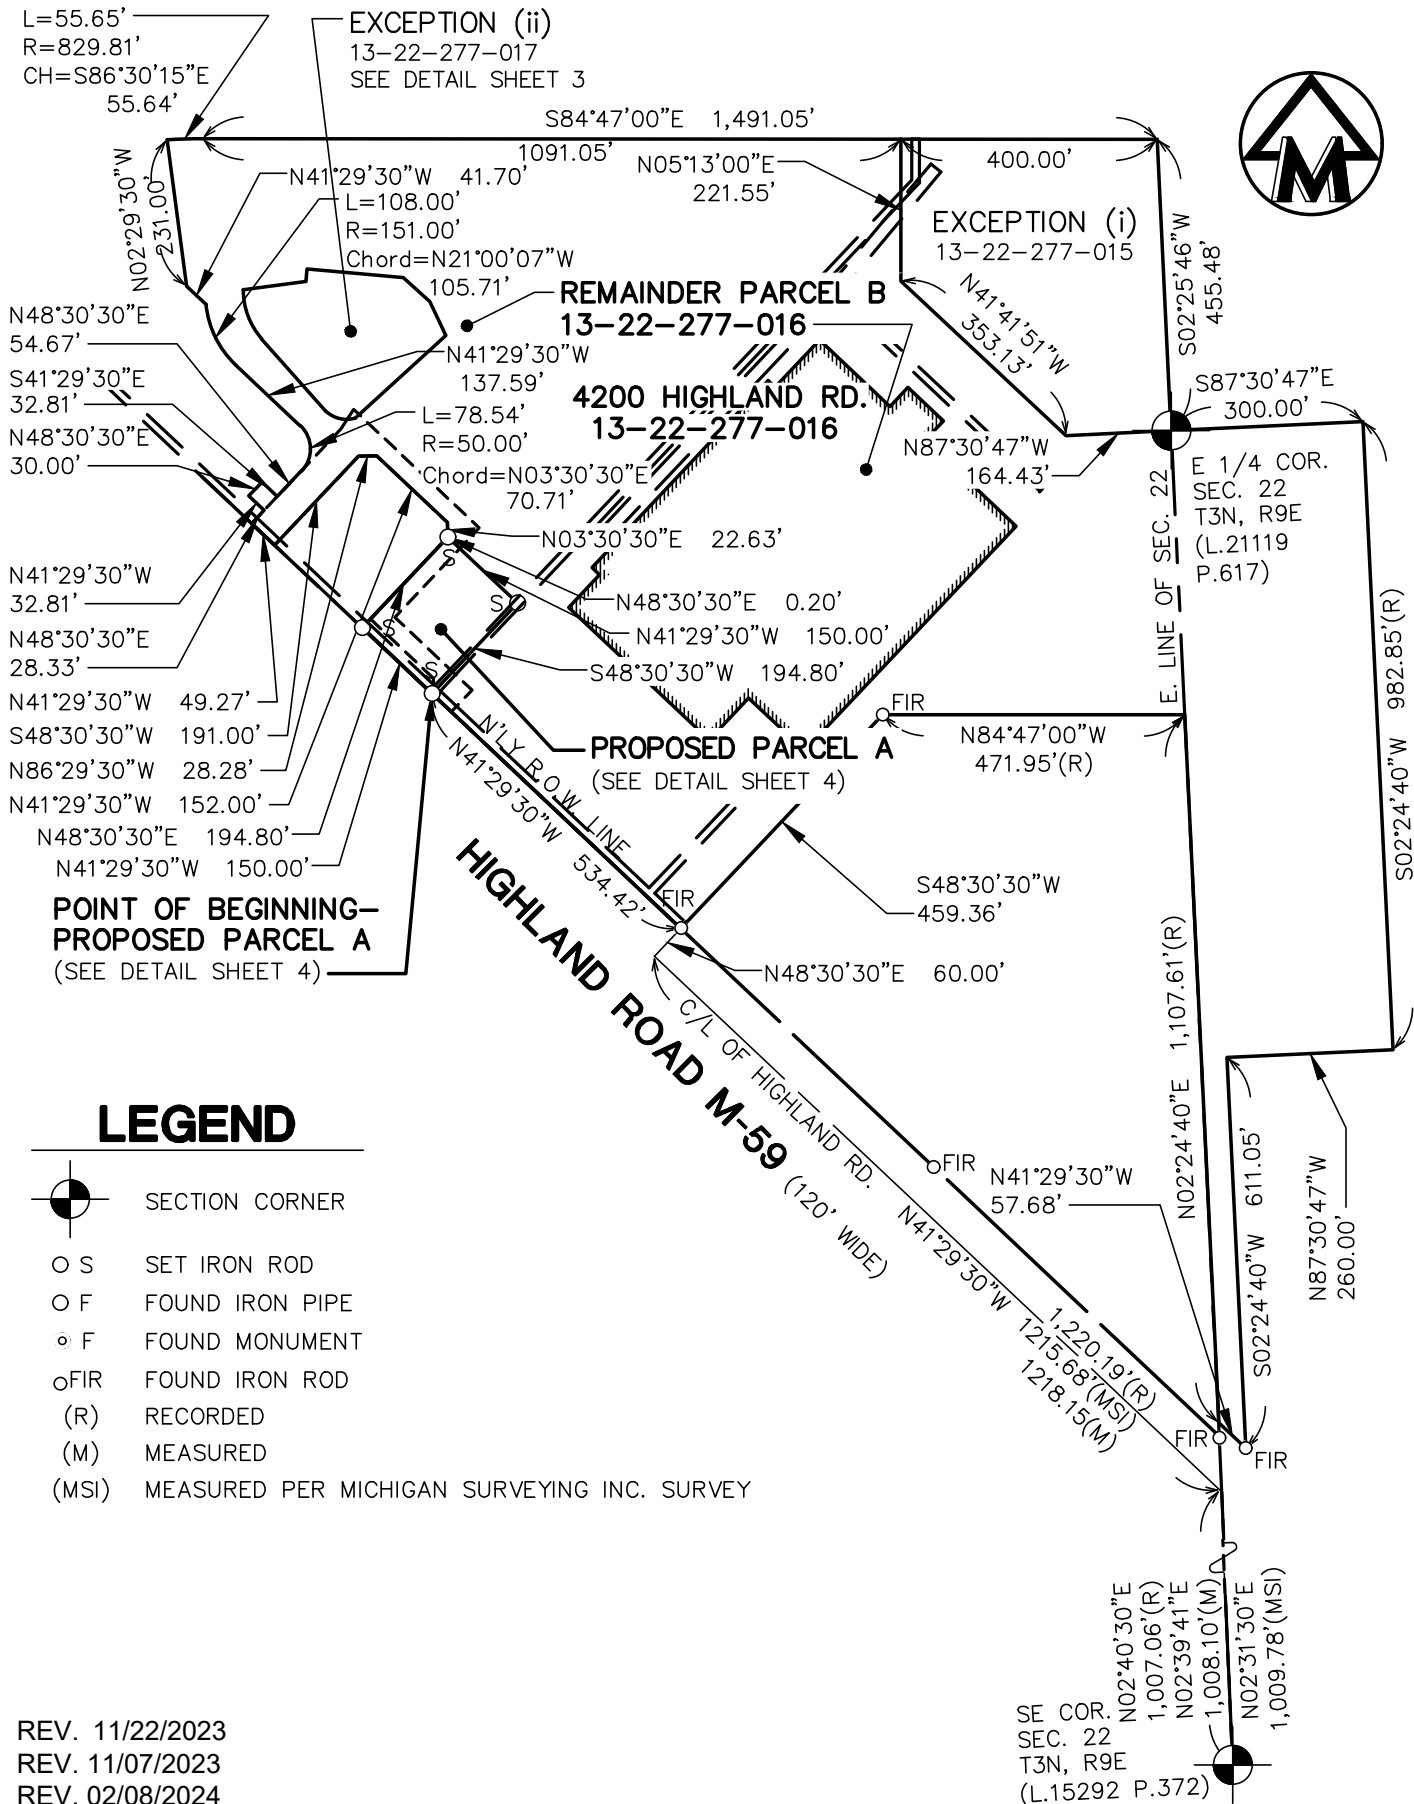 L=55.65'
R=829.81'
CH=S86°30'15"E
55.64'
EXCEPTION (ii)
13-22-277-017
SEE DETAIL SHEET 3
S84°47'00"E 1,491.05'
1091.05'
400.00'
N05°13'00"E
221.55'
M
N02°29'30"W
231.00'
N41°29'30"W 41.70'
L=108.00'
R=151.00'
Chord=N21°00'07"W
105.71'
EXCEPTION (i)
13-22-277-015
S02°25'46"W
455.48'
REMAINDER PARCEL B
13-22-277-016
N41°41'51"W
353.13'
N48°30'30"E
54.67'
S41°29'30"E
32.81'
N48°30'30"E
30.00'
N41°29'30"W
137.59'
L=78.54'
R=50.00'
Chord=N03°30'30"E
70.71'
4200 HIGHLAND RD.
13-22-277-016
S87°30'47"E
300.00'
N87°30'47"W
164.43'
E 1/4 COR.
SEC. 22
T3N, R9E
(L.21119
P.617)
E. LINE OF SEC. 22
N03°30'30"E 22.63'
S
S
S
S
N48°30'30"E 0.20'
N41°29'30"W 150.00'
S48°30'30"W 194.80'
N41°29'30"W
32.81'
N48°30'30"E
28.33'
N41°29'30"W 49.27'
S48°30'30"W 191.00'
N86°29'30"W 28.28'
N41°29'30"W 152.00'
N48°30'30"E 194.80'
N41°29'30"W 150.00'
S02°24'40"W 982.85'(R)
FIR
N84°47'00"W
471.95'(R)
PROPOSED PARCEL A
(SEE DETAIL SHEET 4)
N'LY R.O.W. LINE
N41°29'30"W 534.42'
FIR
POINT OF BEGINNING-
PROPOSED PARCEL A
(SEE DETAIL SHEET 4)
S48°30'30"W
459.36'
N48°30'30"E 60.00'
HIGHLAND ROAD M-59 (120' WIDE)
C/L OF HIGHLAND RD.
N41°29'30"W
1,220.19'(R)
1215.68'(MSI)
1218.15(M)
FIR
N02°24'40"E 1,107.61'(R)
N41°29'30"W
57.68'
S02°24'40"W 611.05'
N87°30'47"W
260.00'
FIR
FIR
LEGEND
SECTION CORNER
S SET IRON ROD
F FOUND IRON PIPE
F FOUND MONUMENT
FIR FOUND IRON ROD
(R) RECORDED
(M) MEASURED
(MSI) MEASURED PER MICHIGAN SURVEYING INC. SURVEY
N02°40'30"E
1,007.06'(R)
N02°39'41"E
1,008.10'(M)
N02°31'30"E
1,009.78'(MSI)
SE COR.
SEC. 22
T3N, R9E
(L.15292 P.372)
REV. 11/22/2023
REV. 11/07/2023
REV. 02/08/2024